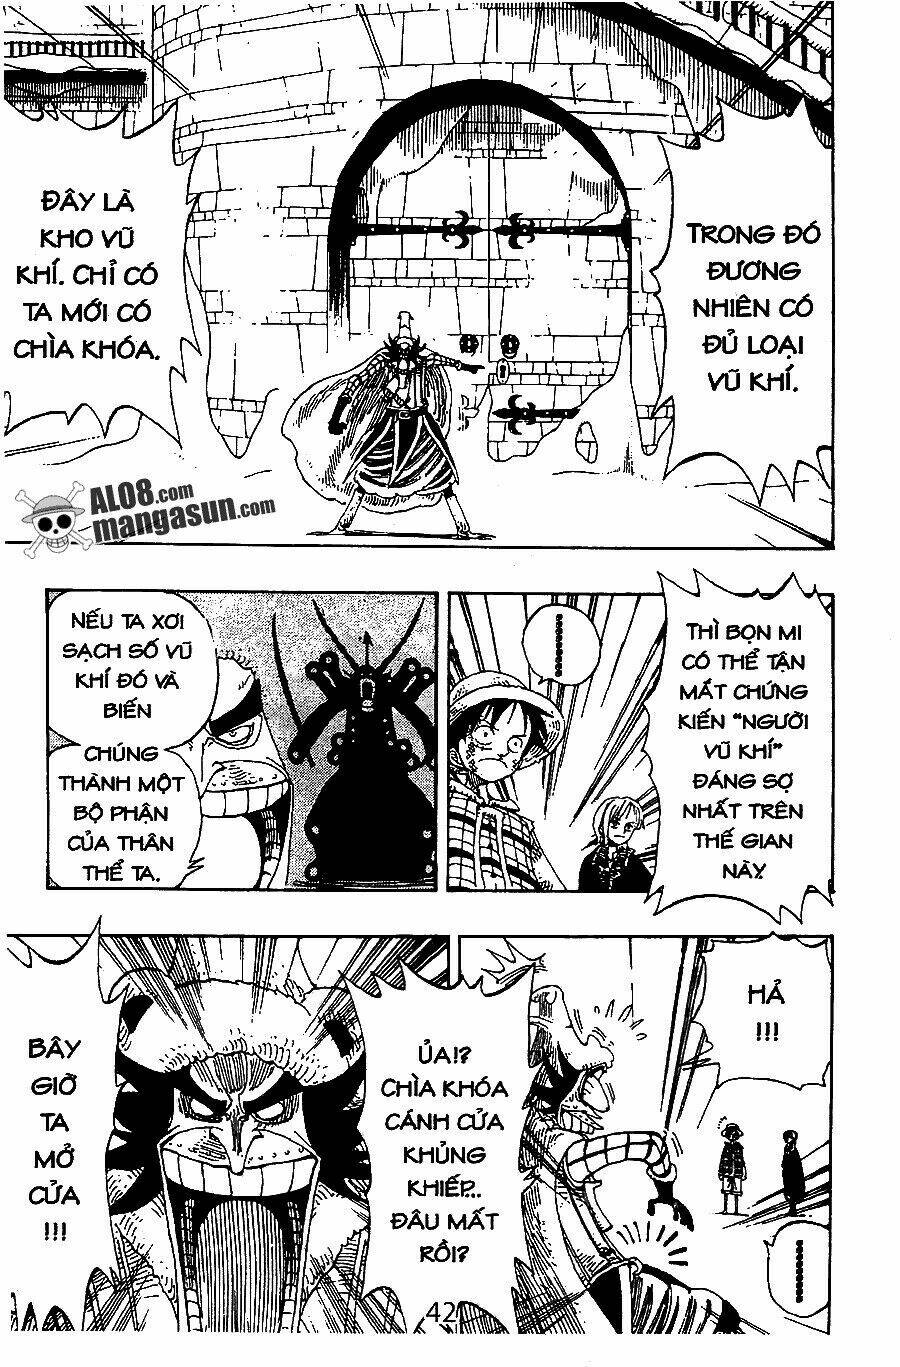 TRONG ĐÓ
ĐƯƠNG
NHIÊN CÓ
ĐỦ LOẠI
VŨ KHÍ.
ĐÂY LÀ
KHO VŨ
KHÍ. CHỈ CÓ
TA MỚI CÓ
CHÌA KHÓA.
ALO8.com
mangasun.com
THÌ BỌN MI
CÓ THỂ TẬN
MẮT CHỨNG
KIẾN "NGƯỜI
VŨ KHÍ"
ĐÁNG SỢ
NHẤT TRÊN
THẾ GIAN
NÀY.
NẾU TA XƠI
SẠCH SỐ VŨ
KHÍ ĐÓ VÀ
BIẾN
CHÚNG
THÀNH MỘT
BỘ PHẬN
CỦA THÂN
THỂ TA.
HẢ
!!!
ỦA!?
CHÌA KHÓA
CÁNH CỬA
KHỦNG
KHIẾP...
ĐÂU MẤT
RỒI?
BÂY
GIỜ
TA
MỞ
CỬA
!!!
42